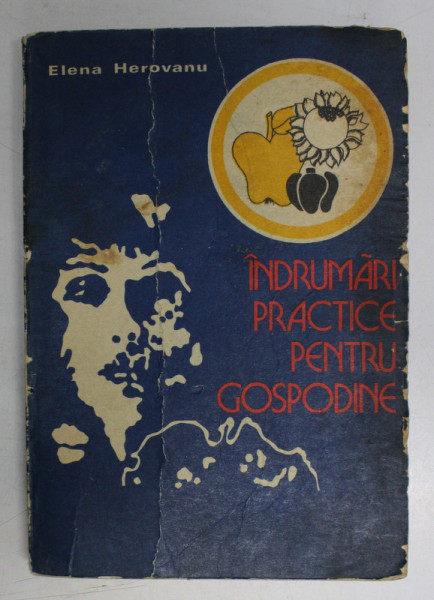 Elena Herovanu
ÎNDRUMĂRI
PRACTICE
PENTRU
GOSPODINE